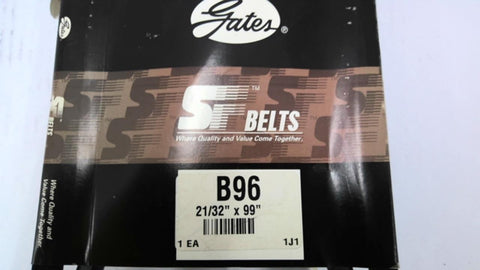 Gates®
SF™
BELTS
Where Quality and Value Come Together.
B96
21/32" x 99"
1 EA 1J1
Where Quality and
Value Come Together.